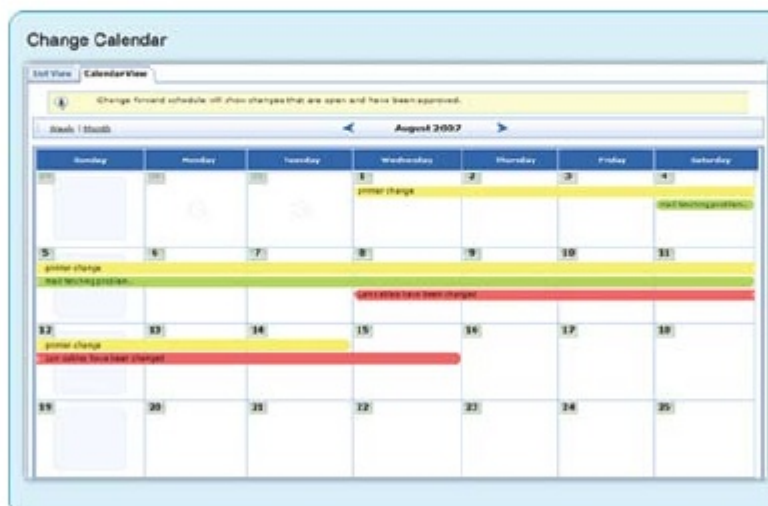 Change Calendar
List View Calendar View
Change forward schedule will show changes that are open and have been approved.
Week | Month August 2007
Sunday Monday Tuesday Wednesday Thursday Friday Saturday
1 2 3 4
printer change
mail fetching problem...
5 6 7 8 9 10 11
printer change
mail fetching problem...
Lan cables have been changed
12 13 14 15 16 17 18
printer change
Lan cables have been changed
19 20 21 22 23 24 25